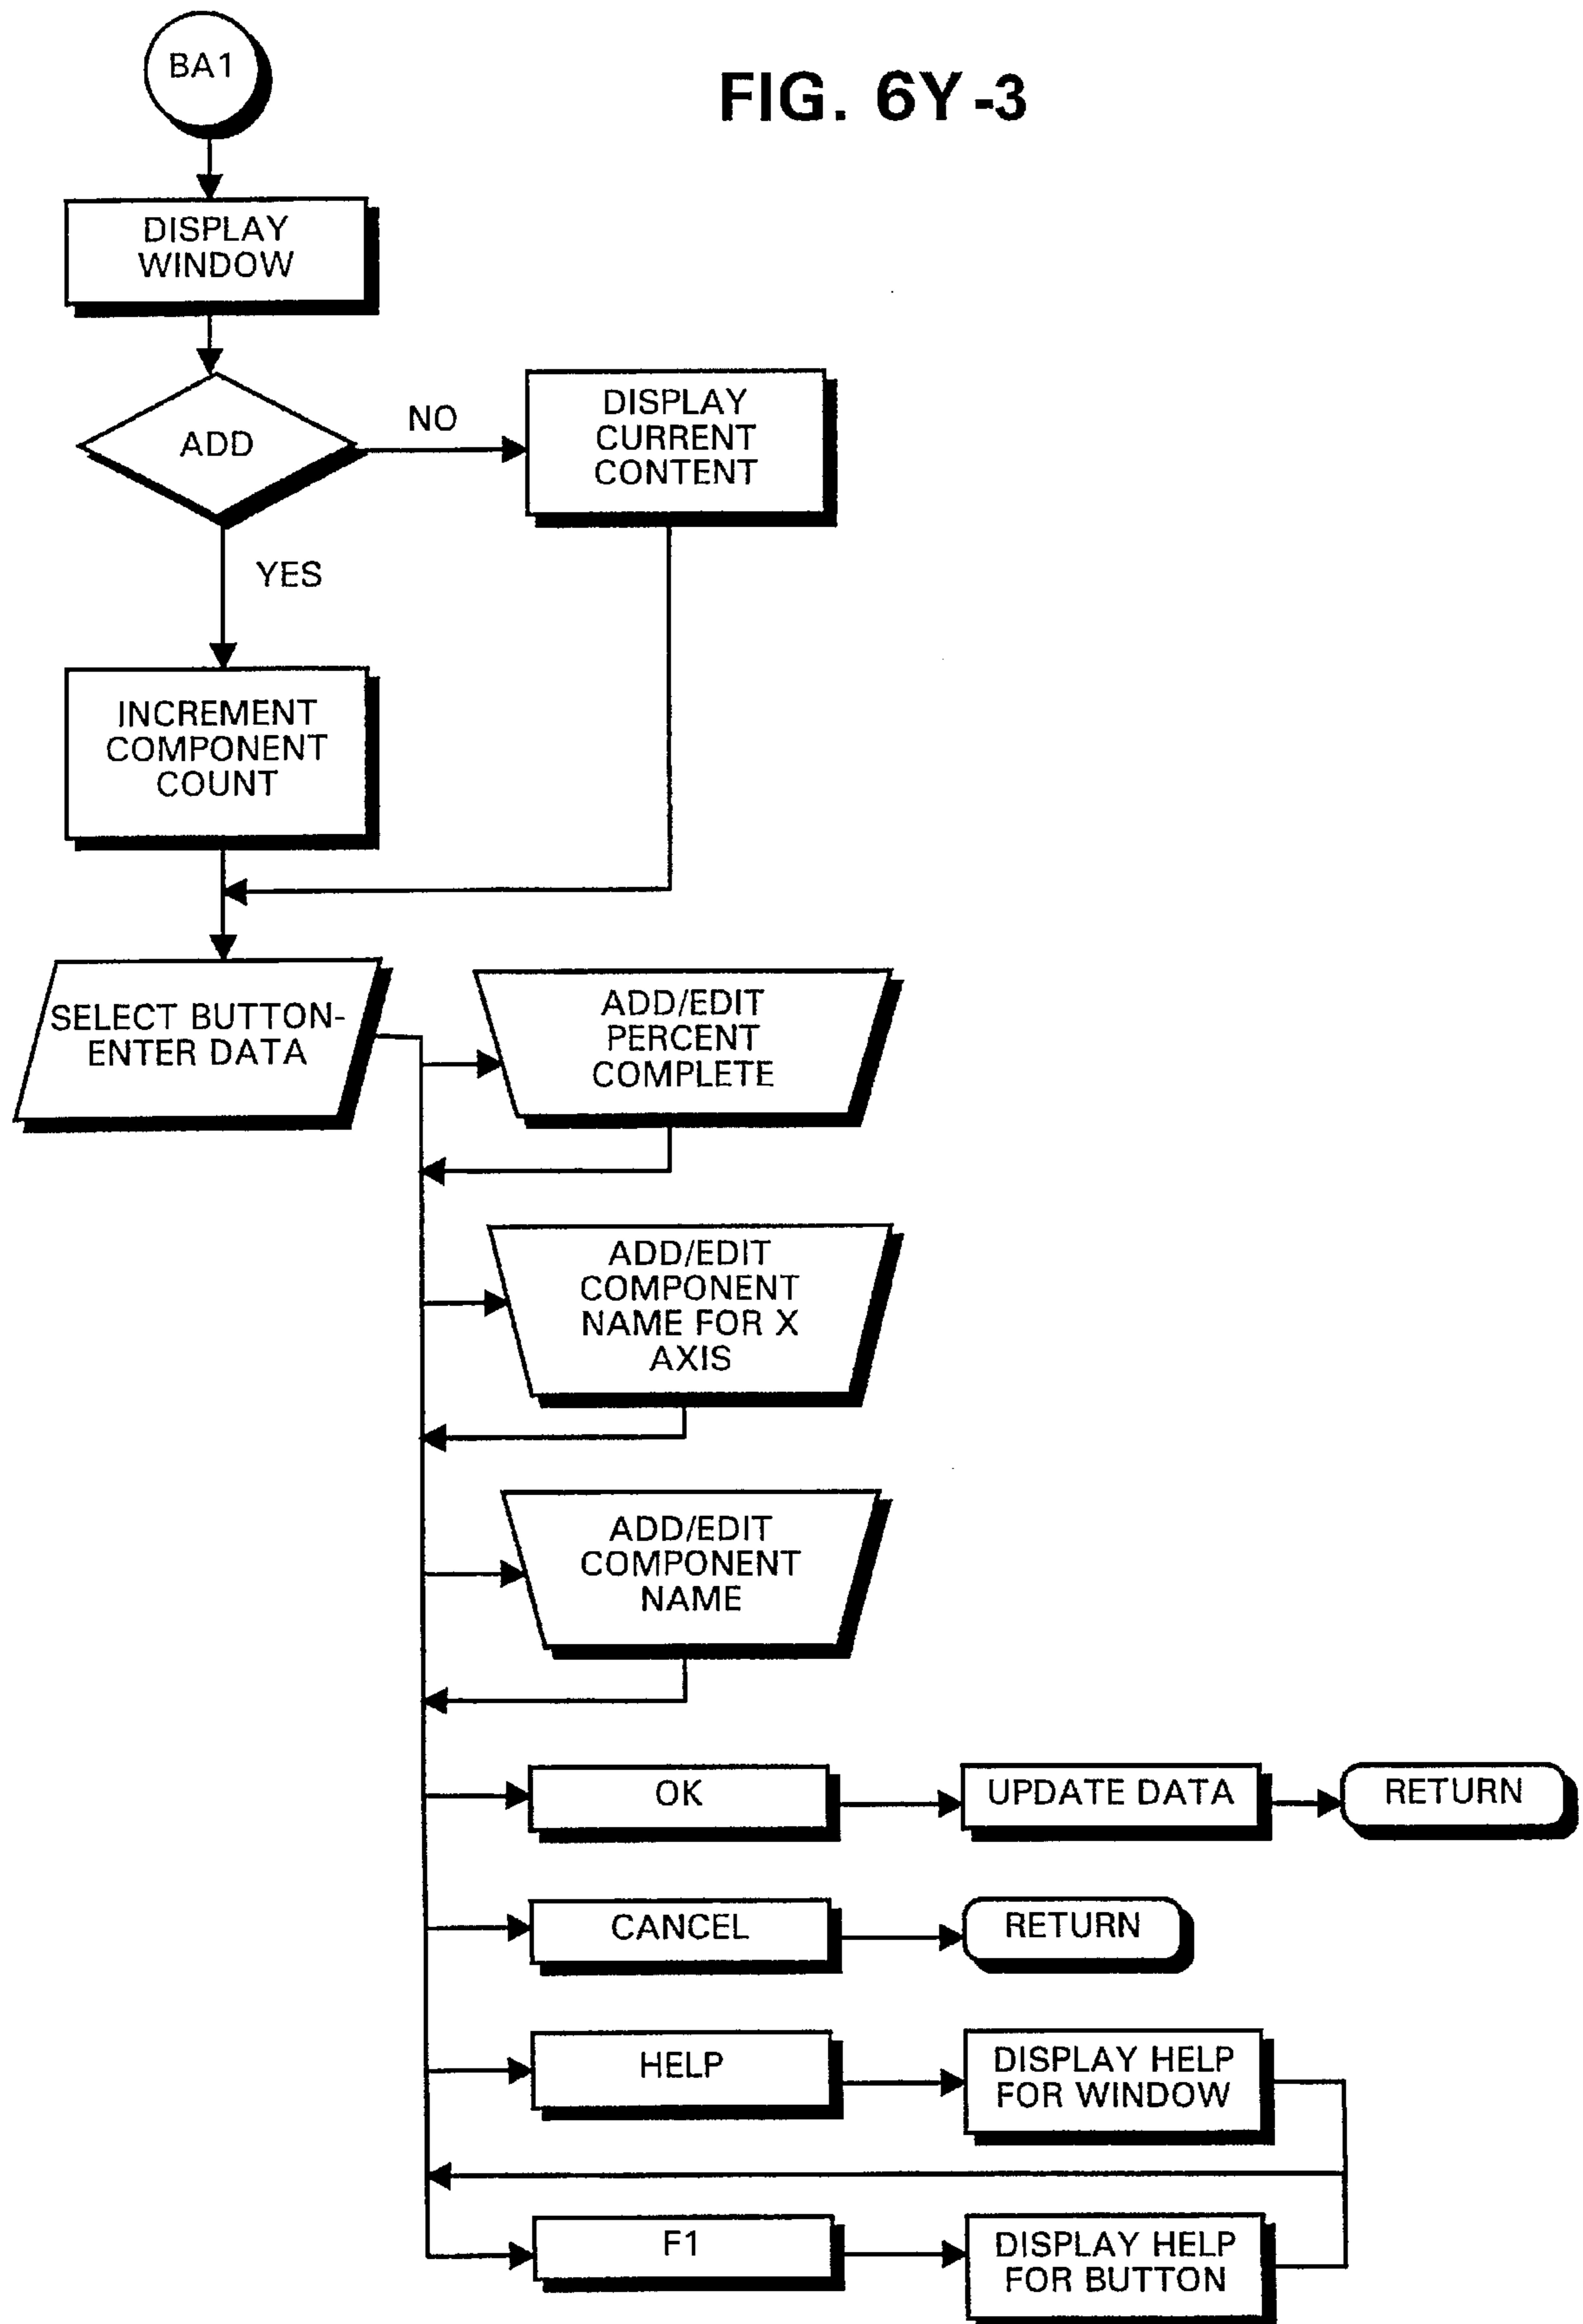 BA1
FIG. 6Y-3
DISPLAY
WINDOW
ADD
NO
DISPLAY
CURRENT
CONTENT
YES
INCREMENT
COMPONENT
COUNT
SELECT BUTTON-
ENTER DATA
ADD/EDIT
PERCENT
COMPLETE
ADD/EDIT
COMPONENT
NAME FOR X
AXIS
ADD/EDIT
COMPONENT
NAME
OK
UPDATE DATA
RETURN
CANCEL
RETURN
HELP
DISPLAY HELP
FOR WINDOW
F1
DISPLAY HELP
FOR BUTTON